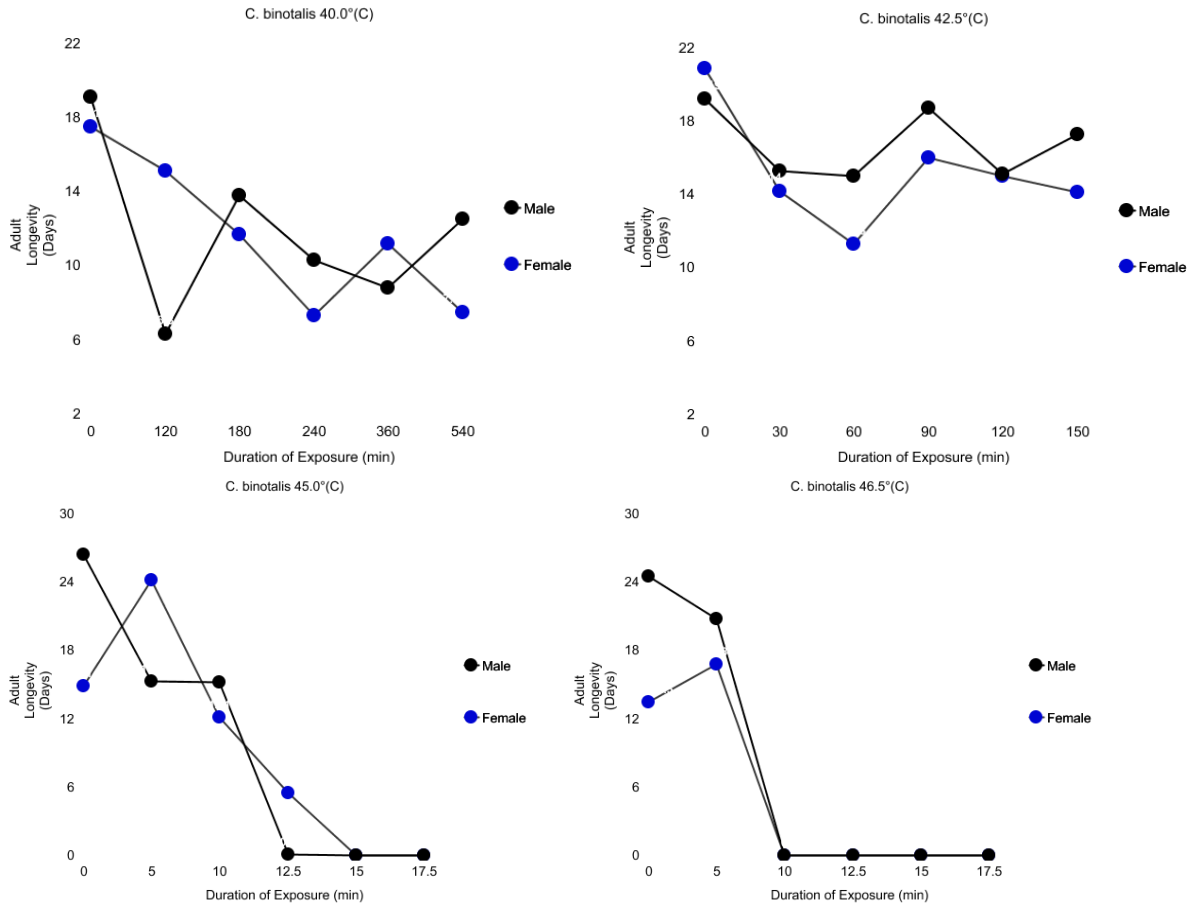 C. binotalis 40.0°(C)
22
18
14
10
6
2
Adult
Longevity
(Days)
0 120 180 240 360 540
Duration of Exposure (min)
Male
Female
C. binotalis 42.5°(C)
22
18
14
10
6
2
Adult
Longevity
(Days)
0 30 60 90 120 150
Duration of Exposure (min)
Male
Female
C. binotalis 45.0°(C)
30
24
18
12
6
0
Adult
Longevity
(Days)
0 5 10 12.5 15 17.5
Duration of Exposure (min)
Male
Female
C. binotalis 46.5°(C)
30
24
18
12
6
0
Adult
Longevity
(Days)
0 5 10 12.5 15 17.5
Duration of Exposure (min)
Male
Female